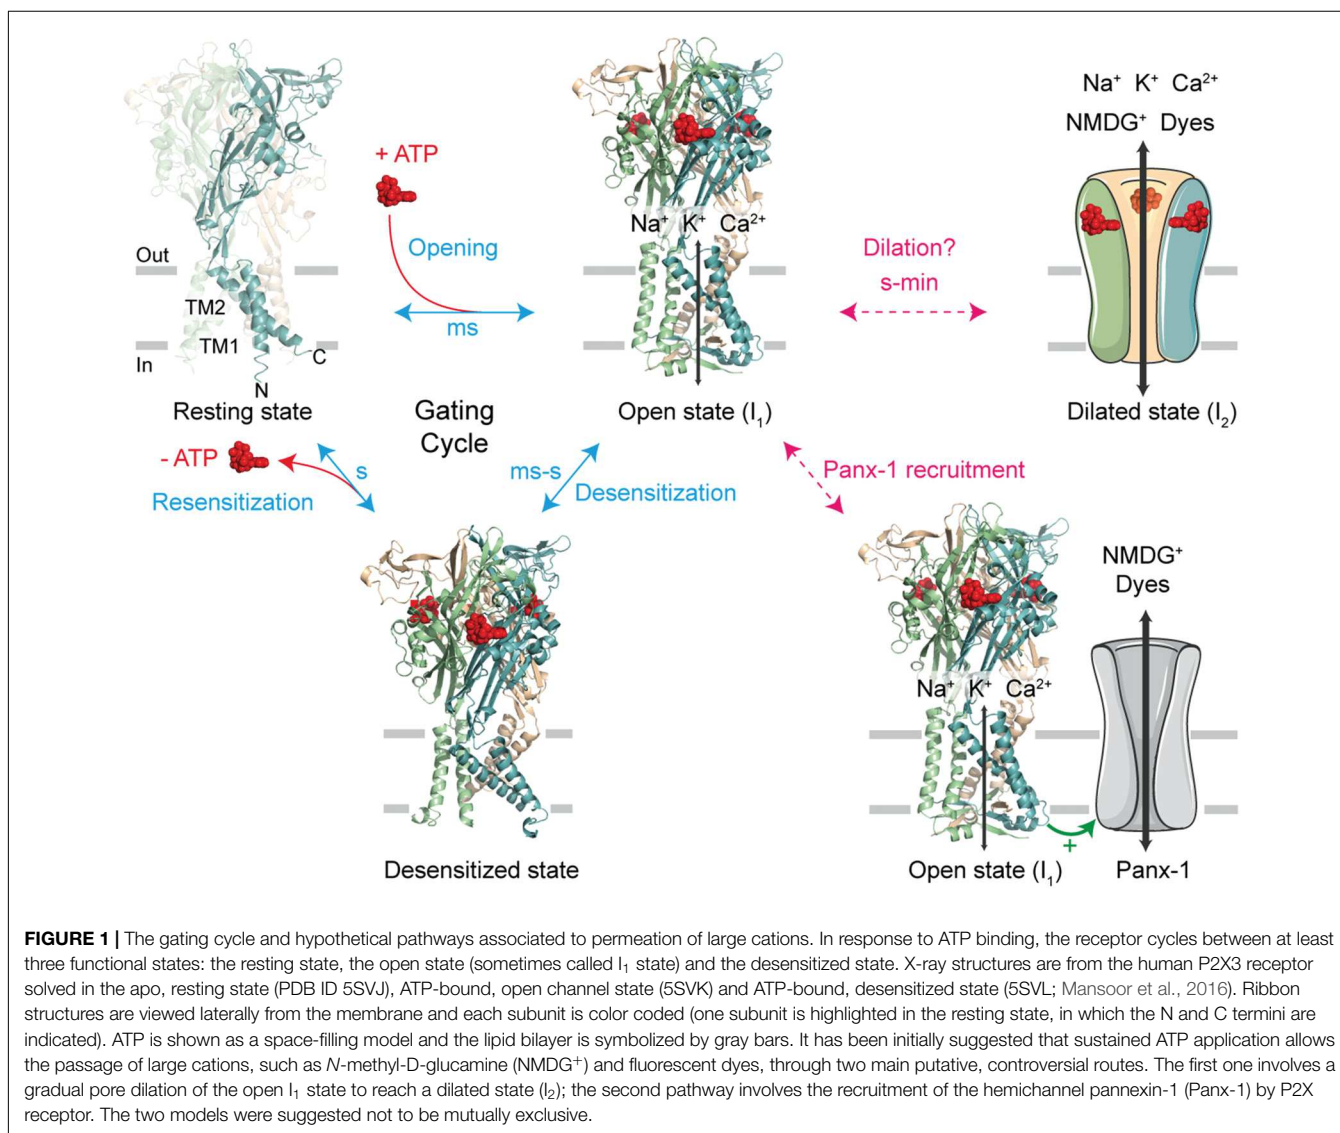 Na⁺ K⁺ Ca²⁺
NMDG⁺ Dyes
+ ATP
Na⁺ K⁺ Ca²⁺
Out
Opening
Dilation?
s-min
TM2
ms
TM1
In
C
N
Resting state
Gating
Cycle
Open state (I₁)
Dilated state (I₂)
- ATP
s
ms-s
Panx-1 recruitment
Resensitization
Desensitization
NMDG⁺
Dyes
Na⁺ K⁺ Ca²⁺
+
Desensitized state
Open state (I₁)
Panx-1
FIGURE 1 | The gating cycle and hypothetical pathways associated to permeation of large cations. In response to ATP binding, the receptor cycles between at least
three functional states: the resting state, the open state (sometimes called I₁ state) and the desensitized state. X-ray structures are from the human P2X3 receptor
solved in the apo, resting state (PDB ID 5SVJ), ATP-bound, open channel state (5SVK) and ATP-bound, desensitized state (5SVL; Mansoor et al., 2016). Ribbon
structures are viewed laterally from the membrane and each subunit is color coded (one subunit is highlighted in the resting state, in which the N and C termini are
indicated). ATP is shown as a space-filling model and the lipid bilayer is symbolized by gray bars. It has been initially suggested that sustained ATP application allows
the passage of large cations, such as N-methyl-D-glucamine (NMDG⁺) and fluorescent dyes, through two main putative, controversial routes. The first one involves a
gradual pore dilation of the open I₁ state to reach a dilated state (I₂); the second pathway involves the recruitment of the hemichannel pannexin-1 (Panx-1) by P2X
receptor. The two models were suggested not to be mutually exclusive.